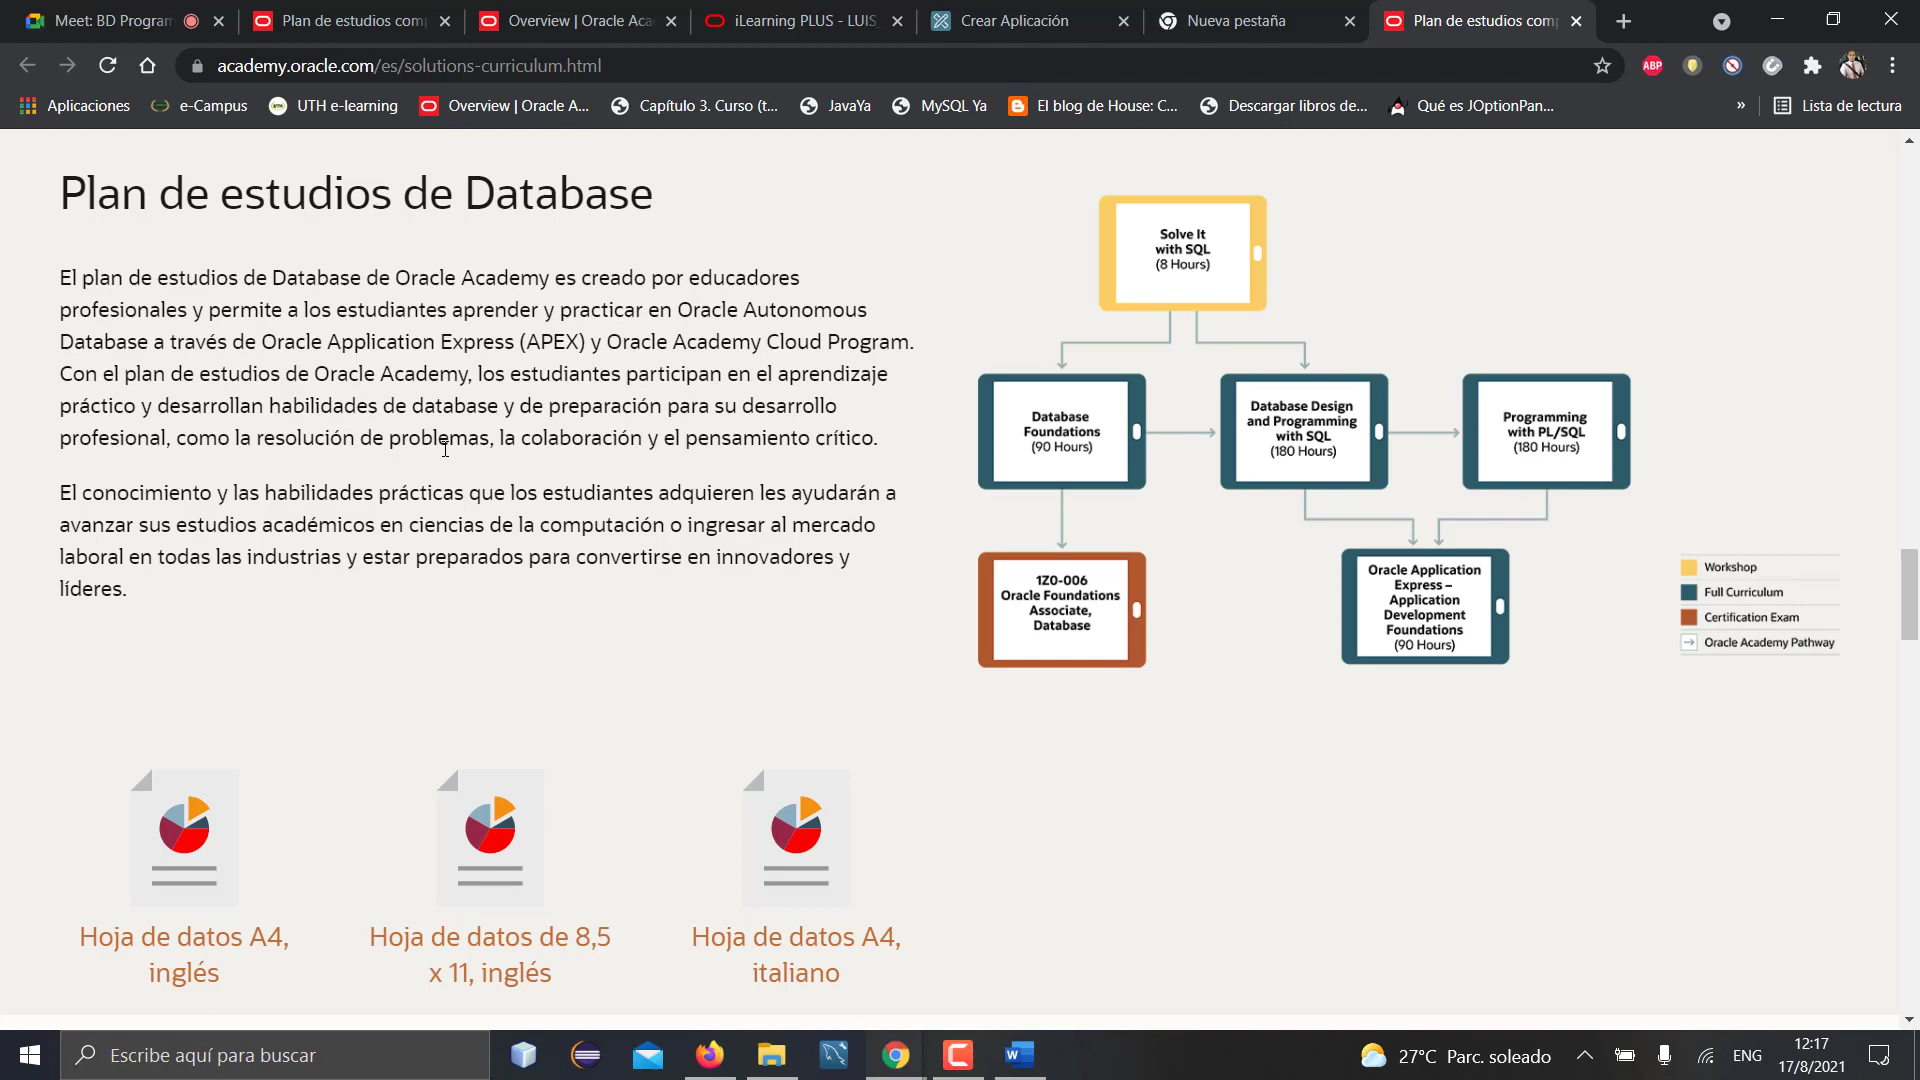 Meet: BD Program
Plan de estudios com
Overview | Oracle Aca
iLearning PLUS - LUIS
Crear Aplicación
Nueva pestaña
Plan de estudios com
academy.oracle.com/es/solutions-curriculum.html
ABP
Aplicaciones
e-Campus
UTH e-learning
Overview | Oracle A...
Capítulo 3. Curso (t...
JavaYa
MySQL Ya
El blog de House: C...
Descargar libros de...
Qué es JOptionPan...
»
Lista de lectura
Plan de estudios de Database
El plan de estudios de Database de Oracle Academy es creado por educadores
profesionales y permite a los estudiantes aprender y practicar en Oracle Autonomous
Database a través de Oracle Application Express (APEX) y Oracle Academy Cloud Program.
Con el plan de estudios de Oracle Academy, los estudiantes participan en el aprendizaje
práctico y desarrollan habilidades de database y de preparación para su desarrollo
profesional, como la resolución de problemas, la colaboración y el pensamiento crítico.
El conocimiento y las habilidades prácticas que los estudiantes adquieren les ayudarán a
avanzar sus estudios académicos en ciencias de la computación o ingresar al mercado
laboral en todas las industrias y estar preparados para convertirse en innovadores y
líderes.
Solve It
with SQL
(8 Hours)
Database
Foundations
(90 Hours)
Database Design
and Programming
with SQL
(180 Hours)
Programming
with PL/SQL
(180 Hours)
1Z0-006
Oracle Foundations
Associate,
Database
Oracle Application
Express –
Application
Development
Foundations
(90 Hours)
Workshop
Full Curriculum
Certification Exam
Oracle Academy Pathway
Hoja de datos A4,
inglés
Hoja de datos de 8,5
x 11, inglés
Hoja de datos A4,
italiano
Escribe aquí para buscar
27°C Parc. soleado
ENG
12:17
17/8/2021